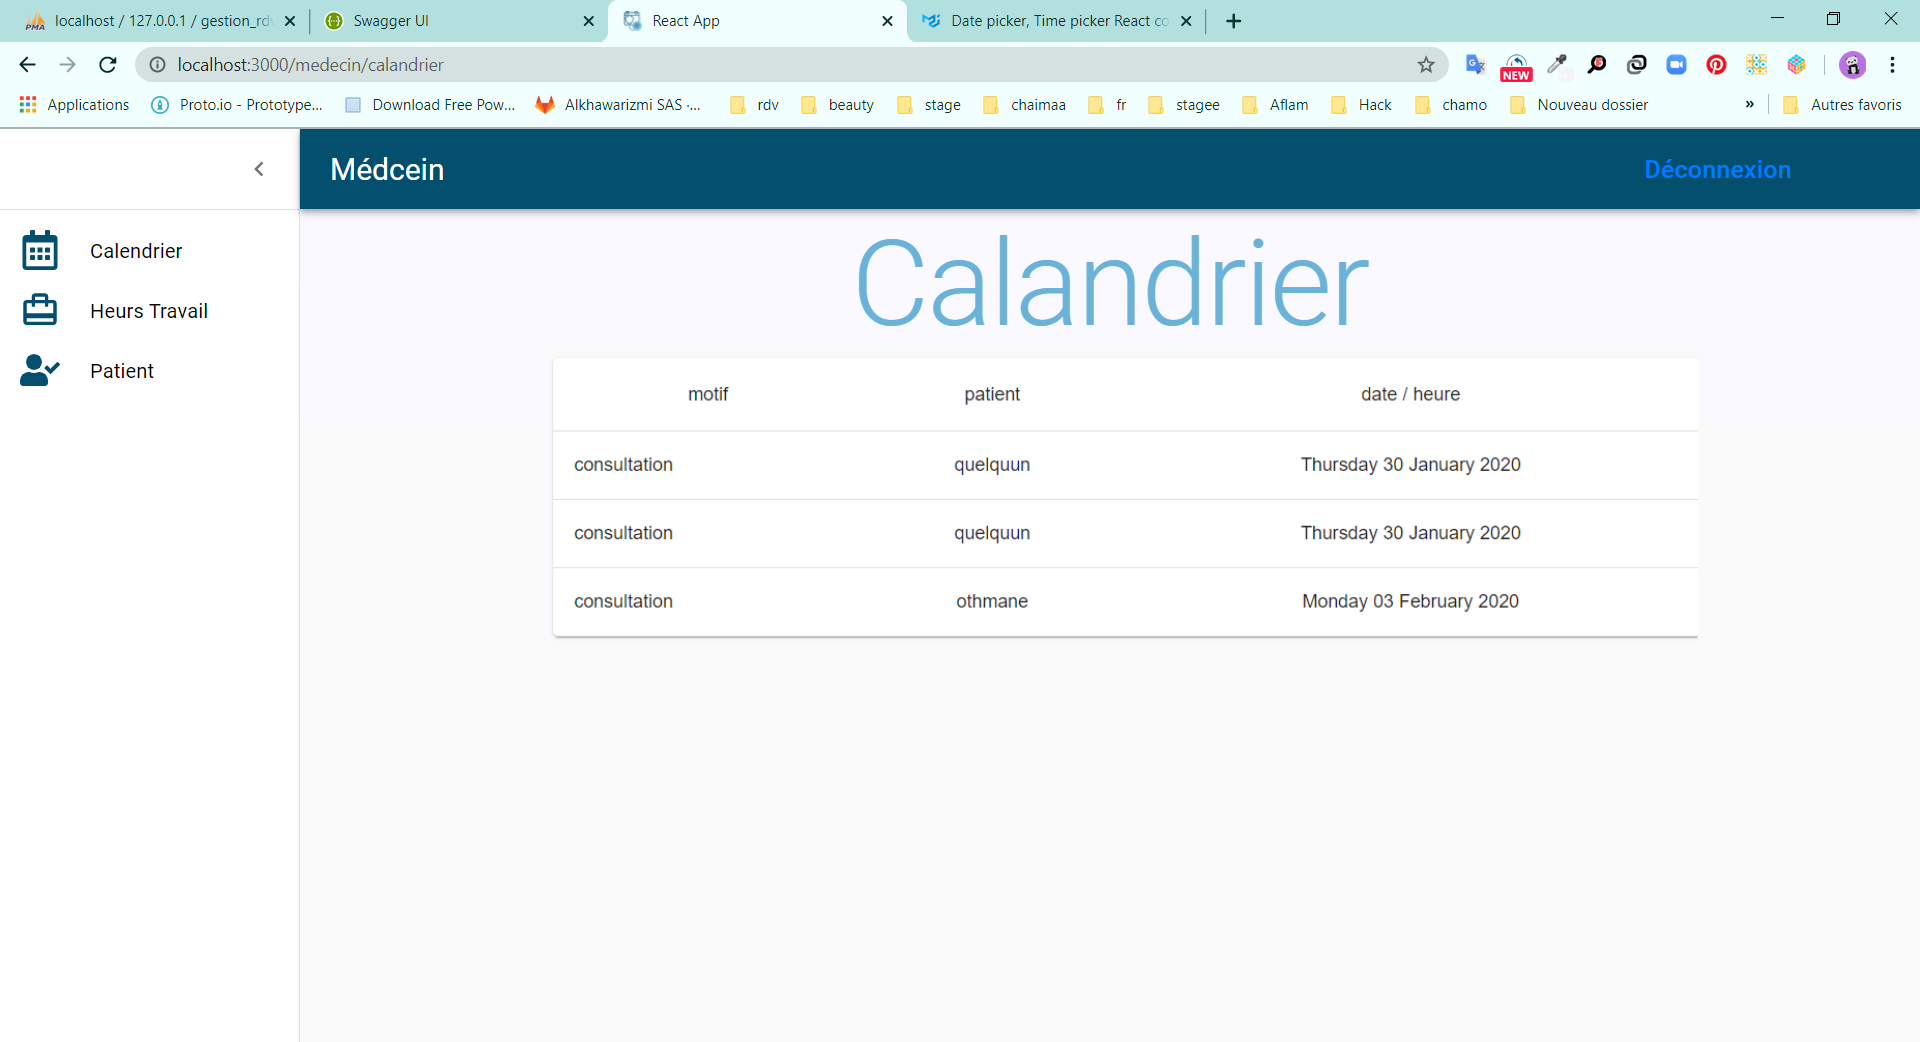 localhost / 127.0.0.1 / gestion_rd
Swagger UI
React App
Date picker, Time picker React co
localhost:3000/medecin/calandrier
NEW
Applications
Proto.io - Prototype...
Download Free Pow...
Alkhawarizmi SAS ·...
rdv
beauty
stage
chaimaa
fr
stagee
Aflam
Hack
chamo
Nouveau dossier
»
Autres favoris
Médcein
Déconnexion
Calendrier
Heurs Travail
Patient
Calandrier
motif patient date / heure
consultation quelquun Thursday 30 January 2020
consultation quelquun Thursday 30 January 2020
consultation othmane Monday 03 February 2020